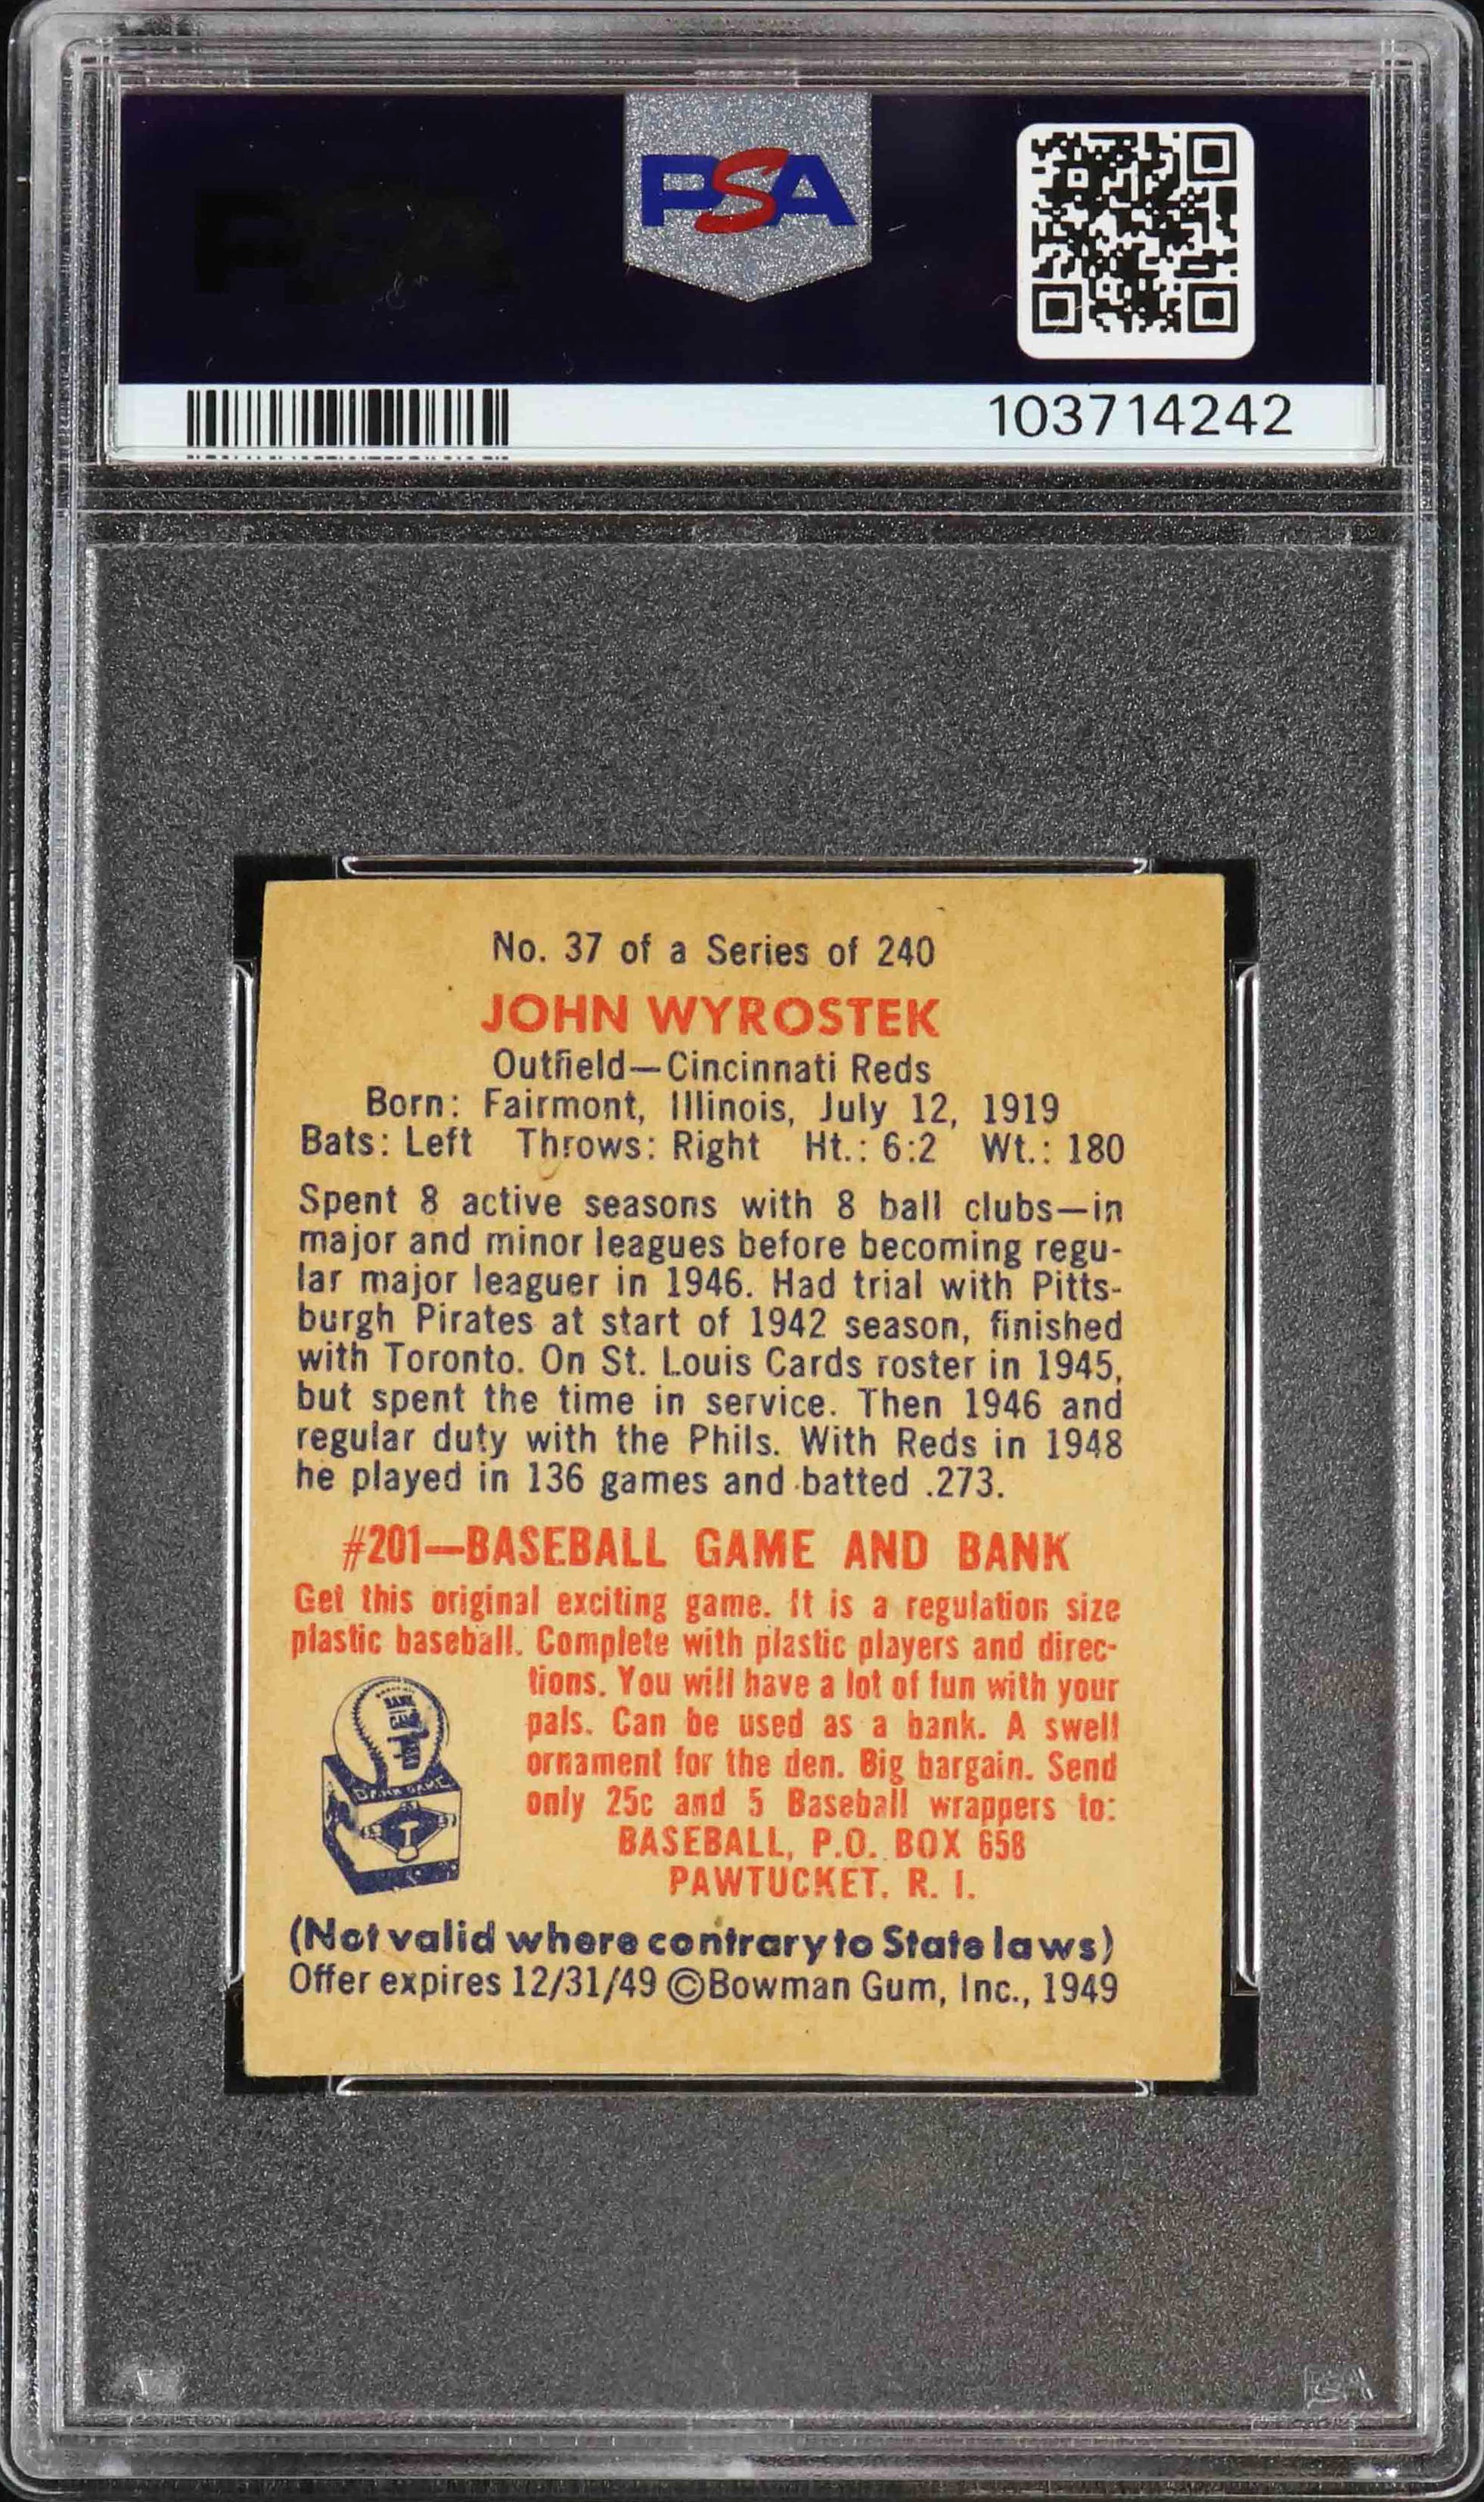 PSA
103714242
No. 37 of a Series of 240
JOHN WYROSTEK
Outfield—Cincinnati Reds
Born: Fairmont, Illinois, July 12, 1919
Bats: Left Throws: Right Ht.: 6:2 Wt.: 180
Spent 8 active seasons with 8 ball clubs—in
major and minor leagues before becoming regu-
lar major leaguer in 1946. Had trial with Pitts-
burgh Pirates at start of 1942 season, finished
with Toronto. On St. Louis Cards roster in 1945,
but spent the time in service. Then 1946 and
regular duty with the Phils. With Reds in 1948
he played in 136 games and batted .273.
#201—BASEBALL GAME AND BANK
Get this original exciting game. It is a regulation size
plastic baseball. Complete with plastic players and direc-
tions. You will have a lot of fun with your
pals. Can be used as a bank. A swell
ornament for the den. Big bargain. Send
only 25c and 5 Baseball wrappers to:
BASEBALL, P.O. BOX 658
PAWTUCKET, R. I.
BANK
GAME
BANK GAME
(Not valid where contrary to State laws)
Offer expires 12/31/49 ©Bowman Gum, Inc., 1949
PSA